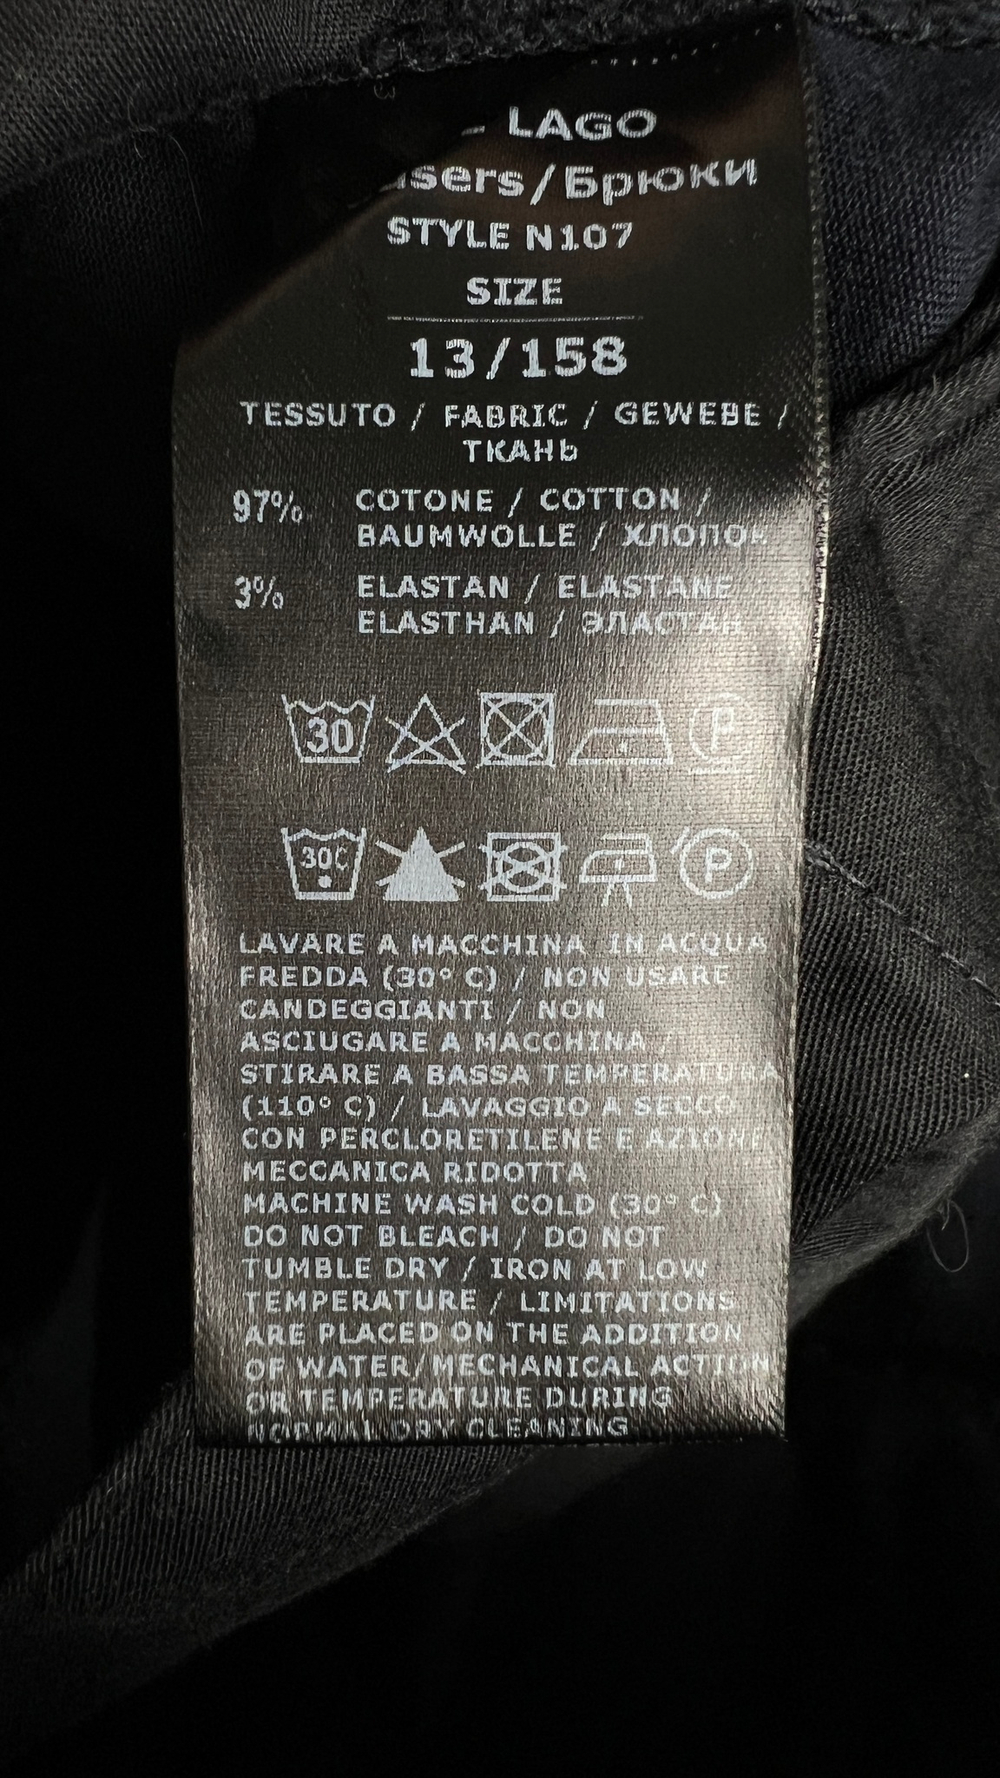 - LAGO
/Брюки
STYLE N107
SIZE
13/158
TESSUTO / FABRIC / GEWEBE /
ТКАНЬ
97% COTONE / COTTON /
BAUMWOLLE / ХЛОПОК
3% ELASTAN / ELASTANE
ELASTHAN / ЭЛАСТАН
30 P
30C P
LAVARE A MACCHINA IN ACQUA
FREDDA (30° C) / NON USARE
CANDEGGIANTI / NON
ASCIUGARE A MACCHINA /
STIRARE A BASSA TEMPERATURA
(110° C) / LAVAGGIO A SECCO
CON PERCLORETILENE E AZIONE
MECCANICA RIDOTTA
MACHINE WASH COLD (30° C)
DO NOT BLEACH / DO NOT
TUMBLE DRY / IRON AT LOW
TEMPERATURE / LIMITATIONS
ARE PLACED ON THE ADDITION
OF WATER/MECHANICAL ACTION
OR TEMPERATURE DURING
NORMAL DRY CLEANING